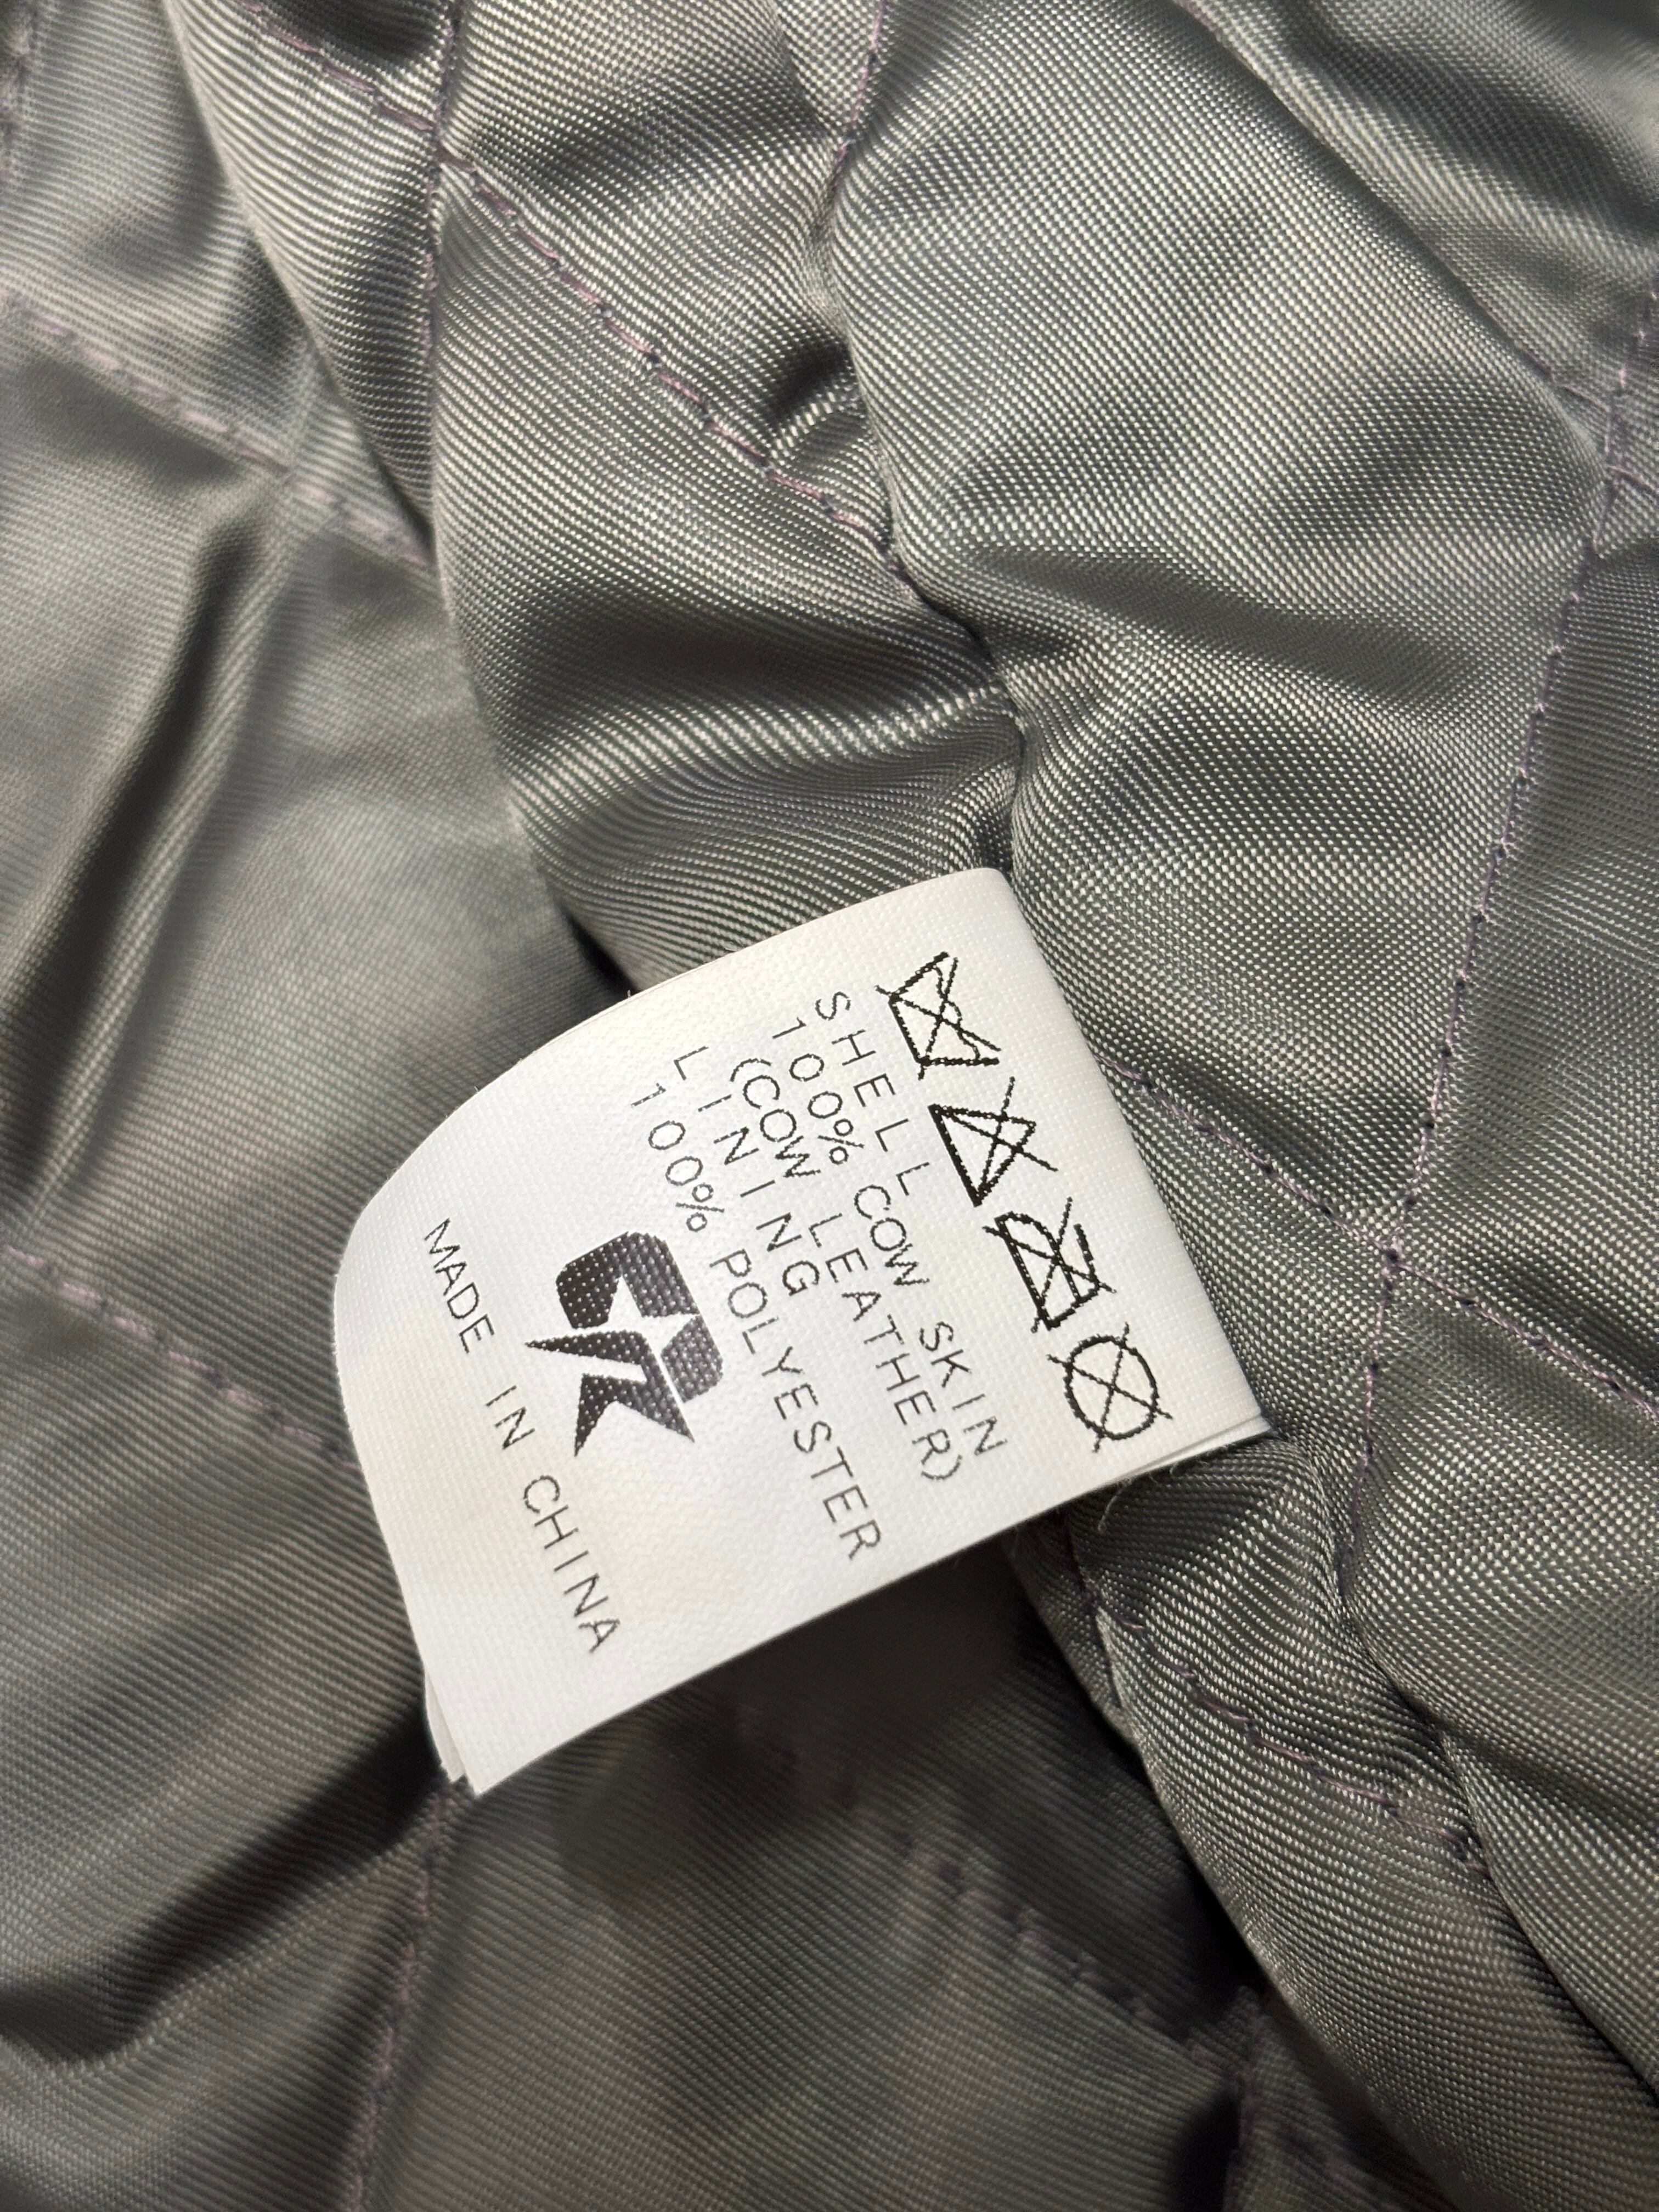 SHELL
100% COW SKIN
(COW LEATHER)
LINING
100% POLYESTER
MADE IN CHINA